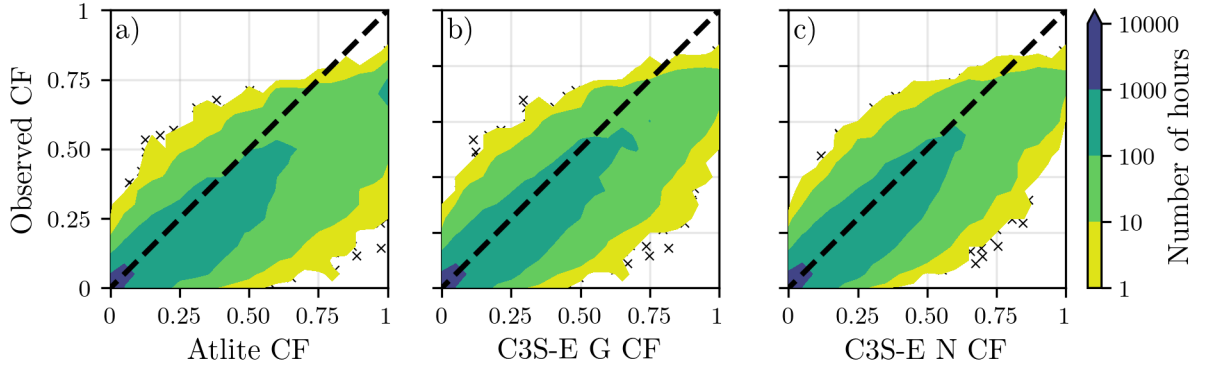 a)
b)
c)
Observed CF
1
0.75
0.50
0.25
0
0 0.25 0.50 0.75 1
Atlite CF
0 0.25 0.50 0.75 1
C3S-E G CF
0 0.25 0.50 0.75 1
C3S-E N CF
10000
1000
100
10
1
Number of hours